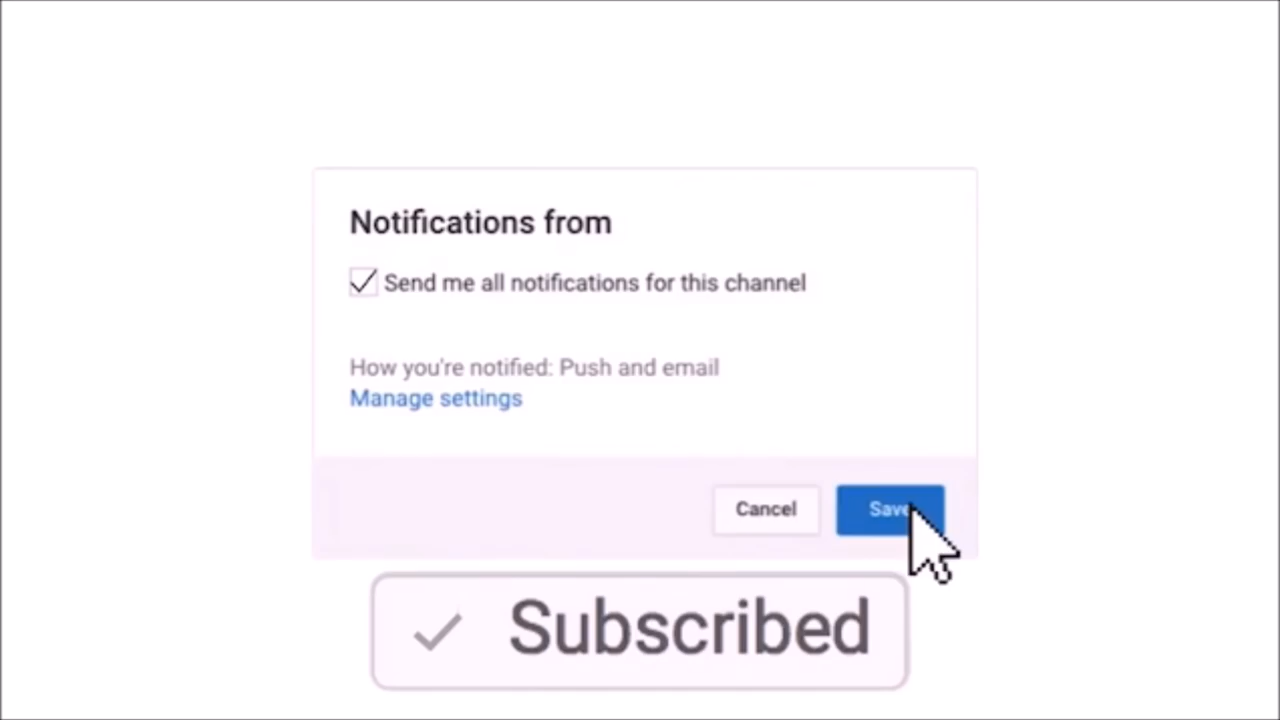 Notifications from
Send me all notifications for this channel
How you're notified: Push and email
Manage settings
Cancel
Save
Subscribed